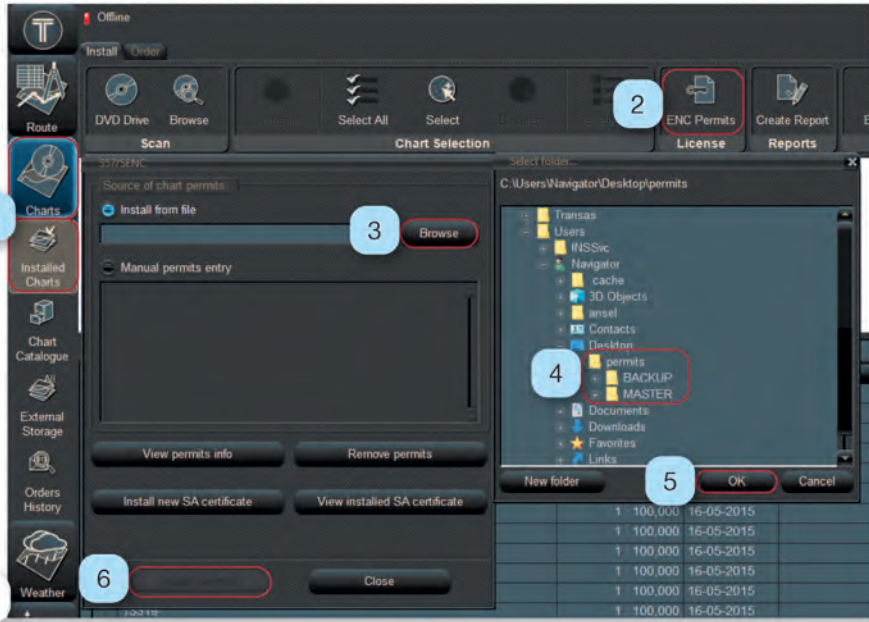 Offline
Install Order
Route
DVD Drive Browse
Scan
Select All Select
Chart Selection
2
ENC Permits
License
Create Report
Reports
Charts
Installed
Charts
Chart
Catalogue
External
Storage
Orders
History
Weather
S57/SENC
Source of chart permits
Install from file
3
Browse
Manual permits entry
View permits info Remove permits
Install new SA certificate View installed SA certificate
6
Close
Select folder...
C:\Users\Navigator\Desktop\permits
Transas
Users
INSSvc
Navigator
.cache
3D Objects
ansel
Contacts
Desktop
4
permits
BACKUP
MASTER
Documents
Downloads
Favorites
Links
New folder
5
OK
Cancel
1 100,000 16-05-2015
1 100,000 16-05-2015
1 100,000 16-05-2015
1 100,000 16-05-2015
1 100,000 16-05-2015
1 100,000 16-05-2015